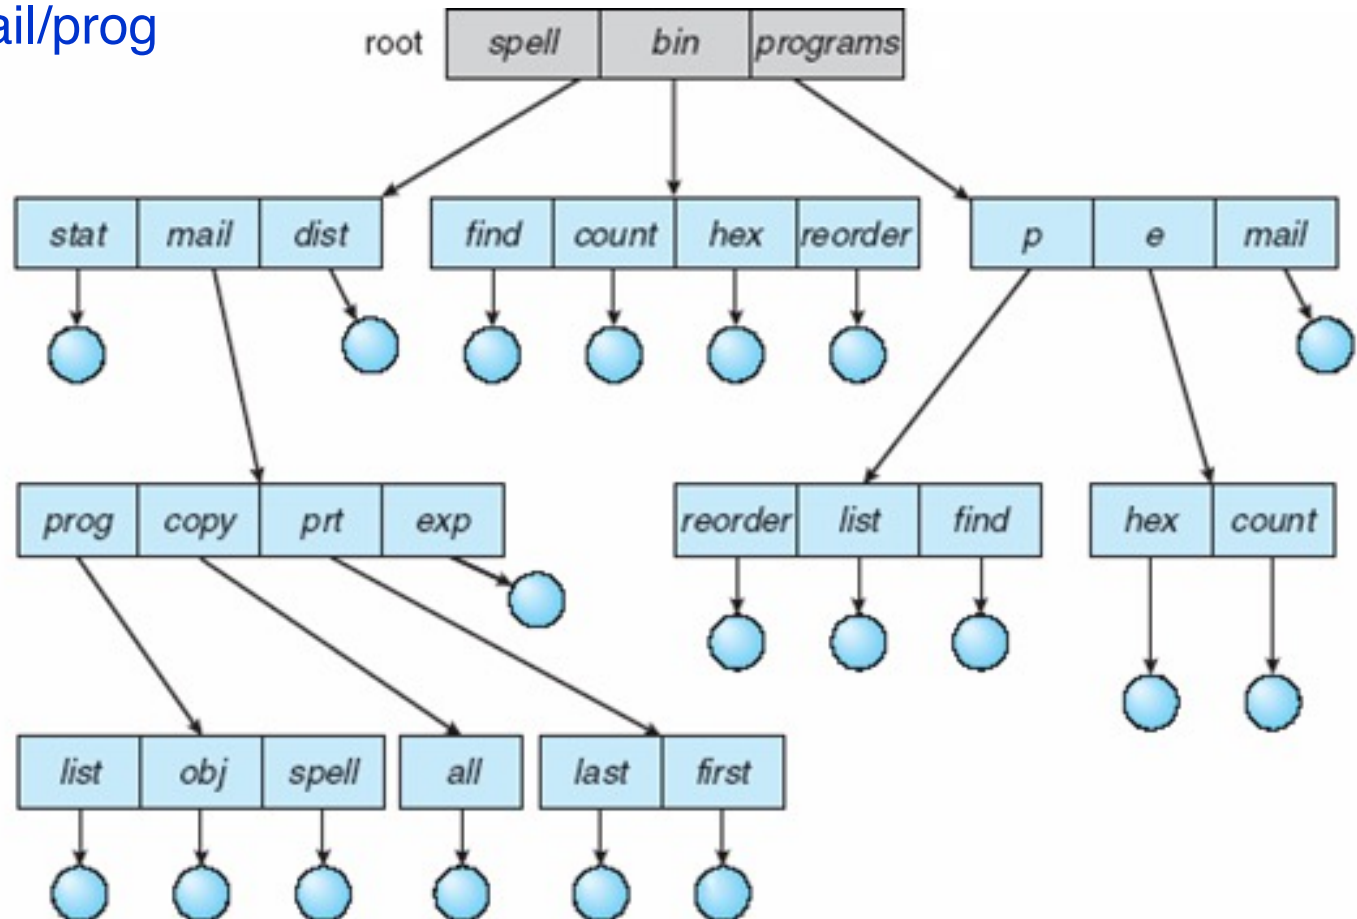 ail/prog
root spell bin programs
stat mail dist find count hex reorder p e mail
prog copy prt exp reorder list find hex count
list obj spell all last first